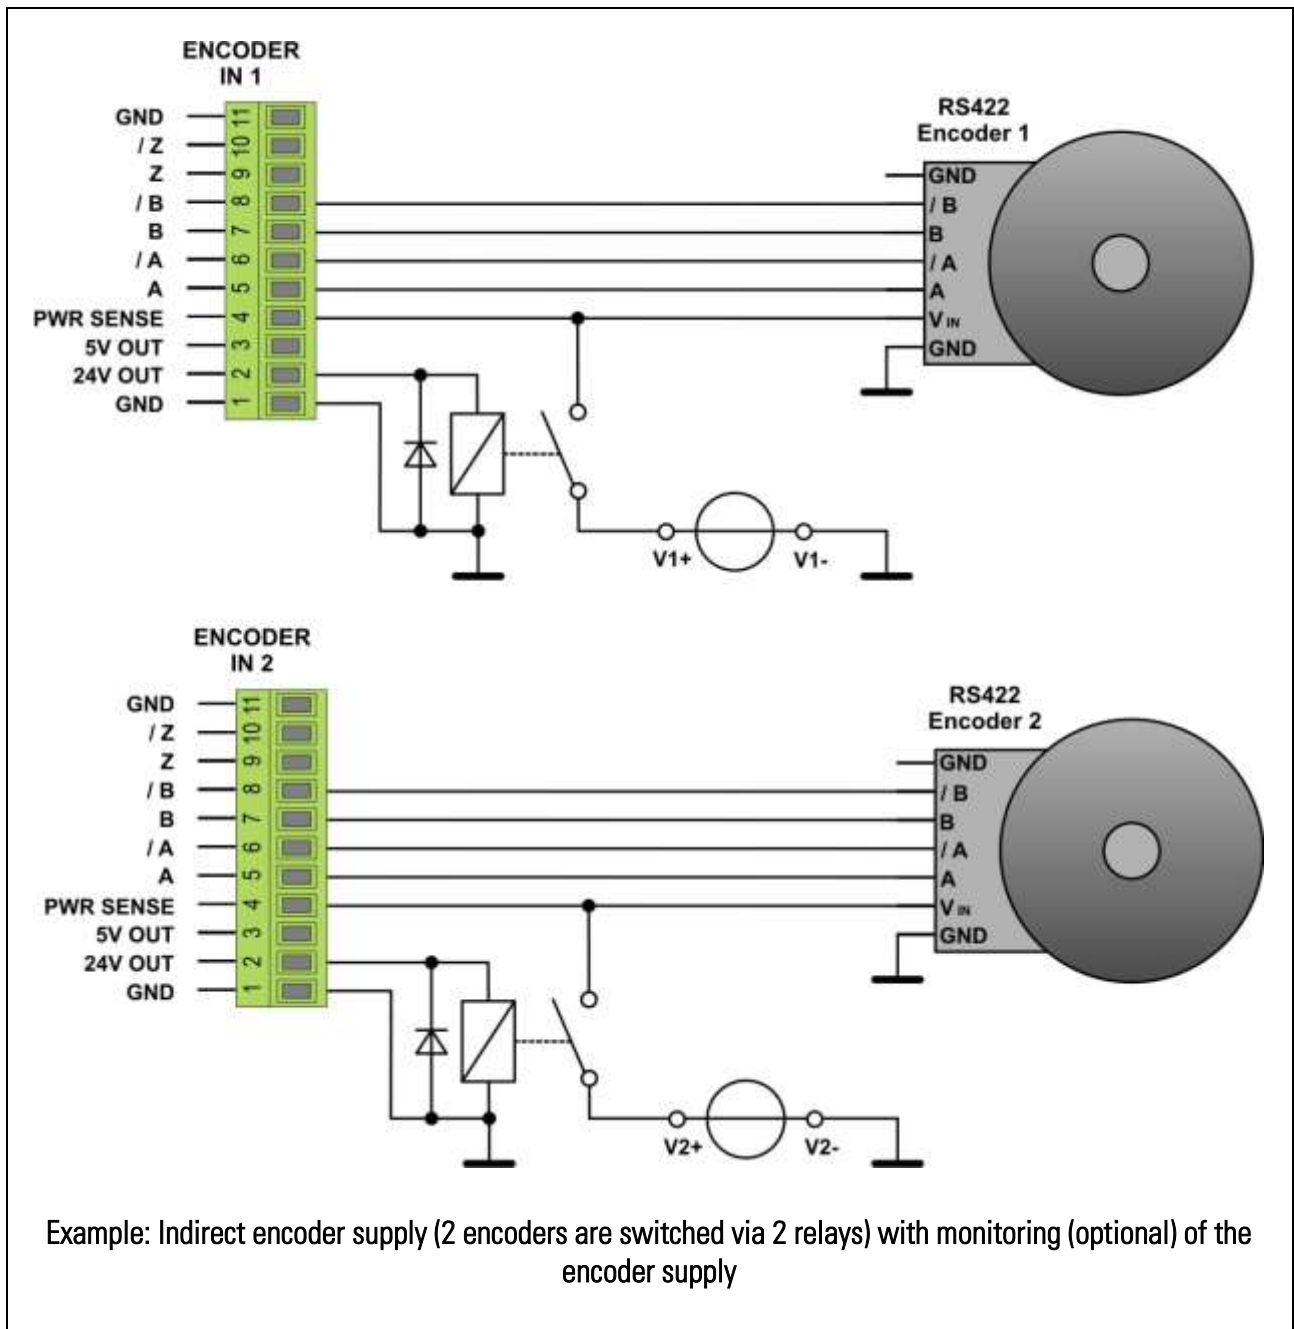 ENCODER
IN 1
GND 11
/ Z 10
Z 9
/ B 8
B 7
/ A 6
A 5
PWR SENSE 4
5V OUT 3
24V OUT 2
GND 1
RS422
Encoder 1
GND
/ B
B
/ A
A
V IN
GND
V1+ V1-
ENCODER
IN 2
GND 11
/ Z 10
Z 9
/ B 8
B 7
/ A 6
A 5
PWR SENSE 4
5V OUT 3
24V OUT 2
GND 1
RS422
Encoder 2
GND
/ B
B
/ A
A
V IN
GND
V2+ V2-
Example: Indirect encoder supply (2 encoders are switched via 2 relays) with monitoring (optional) of the
encoder supply